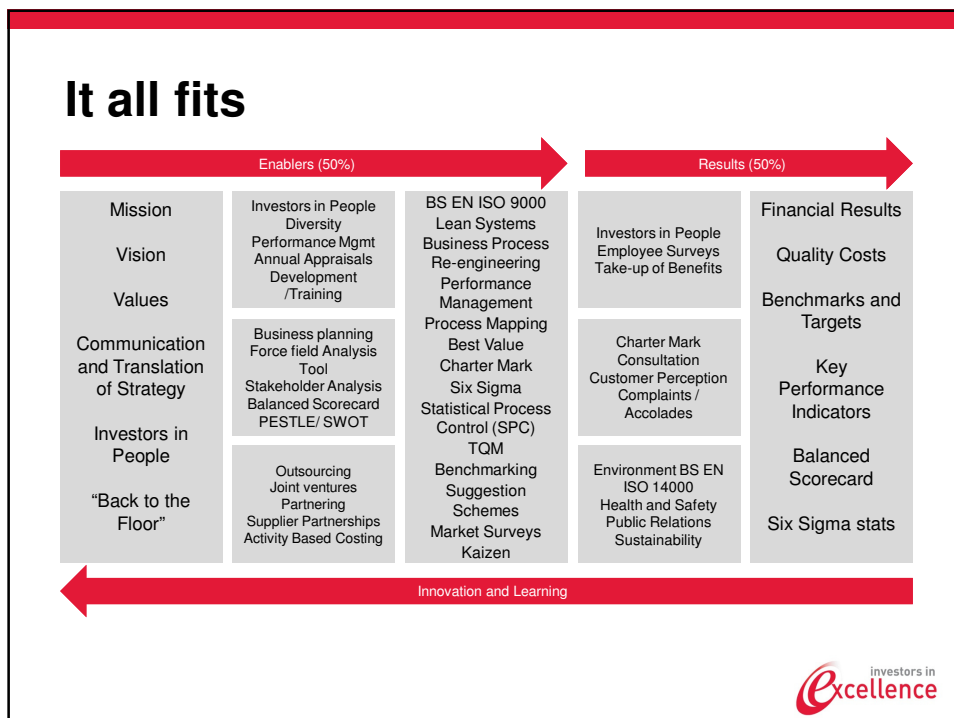 It all fits
Enablers (50%)
Results (50%)
Mission
Vision
Values
Communication
and Translation
of Strategy
Investors in
People
“Back to the
Floor”
Investors in People
Diversity
Performance Mgmt
Annual Appraisals
Development
/Training
Business planning
Force field Analysis
Tool
Stakeholder Analysis
Balanced Scorecard
PESTLE/ SWOT
Outsourcing
Joint ventures
Partnering
Supplier Partnerships
Activity Based Costing
BS EN ISO 9000
Lean Systems
Business Process
Re-engineering
Performance
Management
Process Mapping
Best Value
Charter Mark
Six Sigma
Statistical Process
Control (SPC)
TQM
Benchmarking
Suggestion
Schemes
Market Surveys
Kaizen
Investors in People
Employee Surveys
Take-up of Benefits
Charter Mark
Consultation
Customer Perception
Complaints /
Accolades
Environment BS EN
ISO 14000
Health and Safety
Public Relations
Sustainability
Financial Results
Quality Costs
Benchmarks and
Targets
Key
Performance
Indicators
Balanced
Scorecard
Six Sigma stats
Innovation and Learning
investors in
excellence